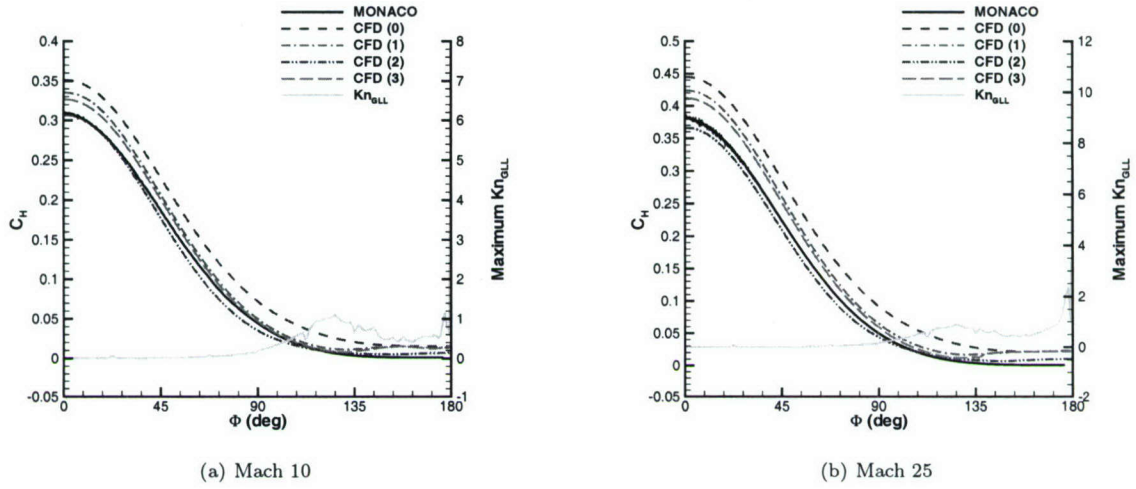 MONACO
CFD (0)
CFD (1)
CFD (2)
CFD (3)
Kn_GLL
0.4
0.35
0.3
0.25
0.2
0.15
0.1
0.05
0
-0.05
C_H
8
7
6
5
4
3
2
1
0
-1
Maximum Kn_GLL
0 45 90 135 180
Φ (deg)
(a) Mach 10
MONACO
CFD (0)
CFD (1)
CFD (2)
CFD (3)
Kn_GLL
0.5
0.45
0.4
0.35
0.3
0.25
0.2
0.15
0.1
0.05
0
-0.05
C_H
12
10
8
6
4
2
0
-2
Maximum Kn_GLL
0 45 90 135 180
Φ (deg)
(b) Mach 25